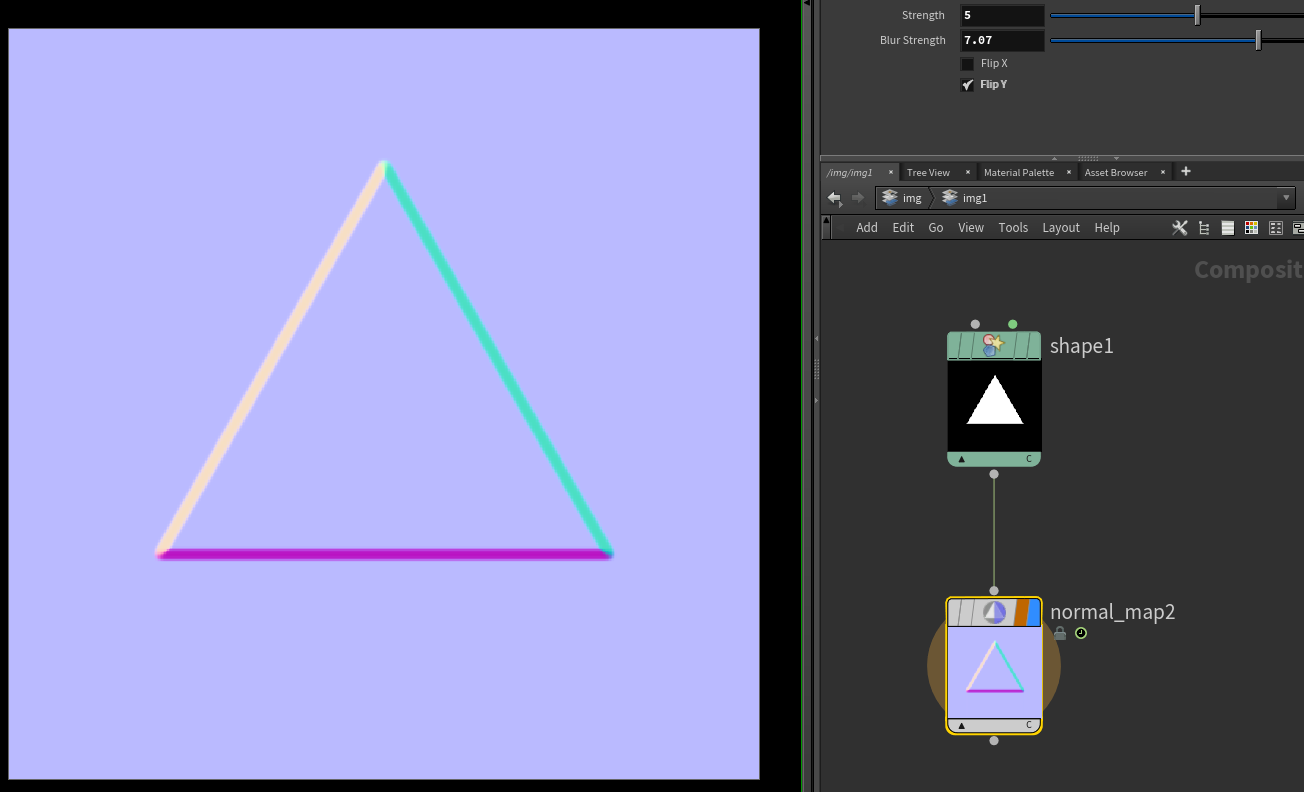 Strength 5
Blur Strength 7.07
Flip X
Flip Y
/img/img1 × Tree View × Material Palette × Asset Browser × +
img img1
Add Edit Go View Tools Layout Help
Composit
shape1
C
normal_map2
C